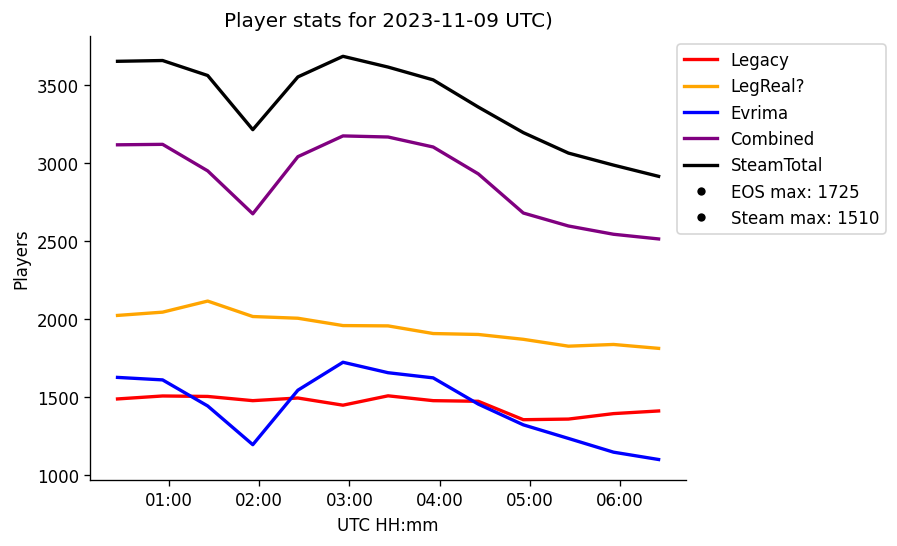 Player stats for 2023-11-09 UTC)
Legacy
LegReal?
Evrima
Combined
SteamTotal
EOS max: 1725
Steam max: 1510
Players
3500
3000
2500
2000
1500
1000
01:00 02:00 03:00 04:00 05:00 06:00
UTC HH:mm